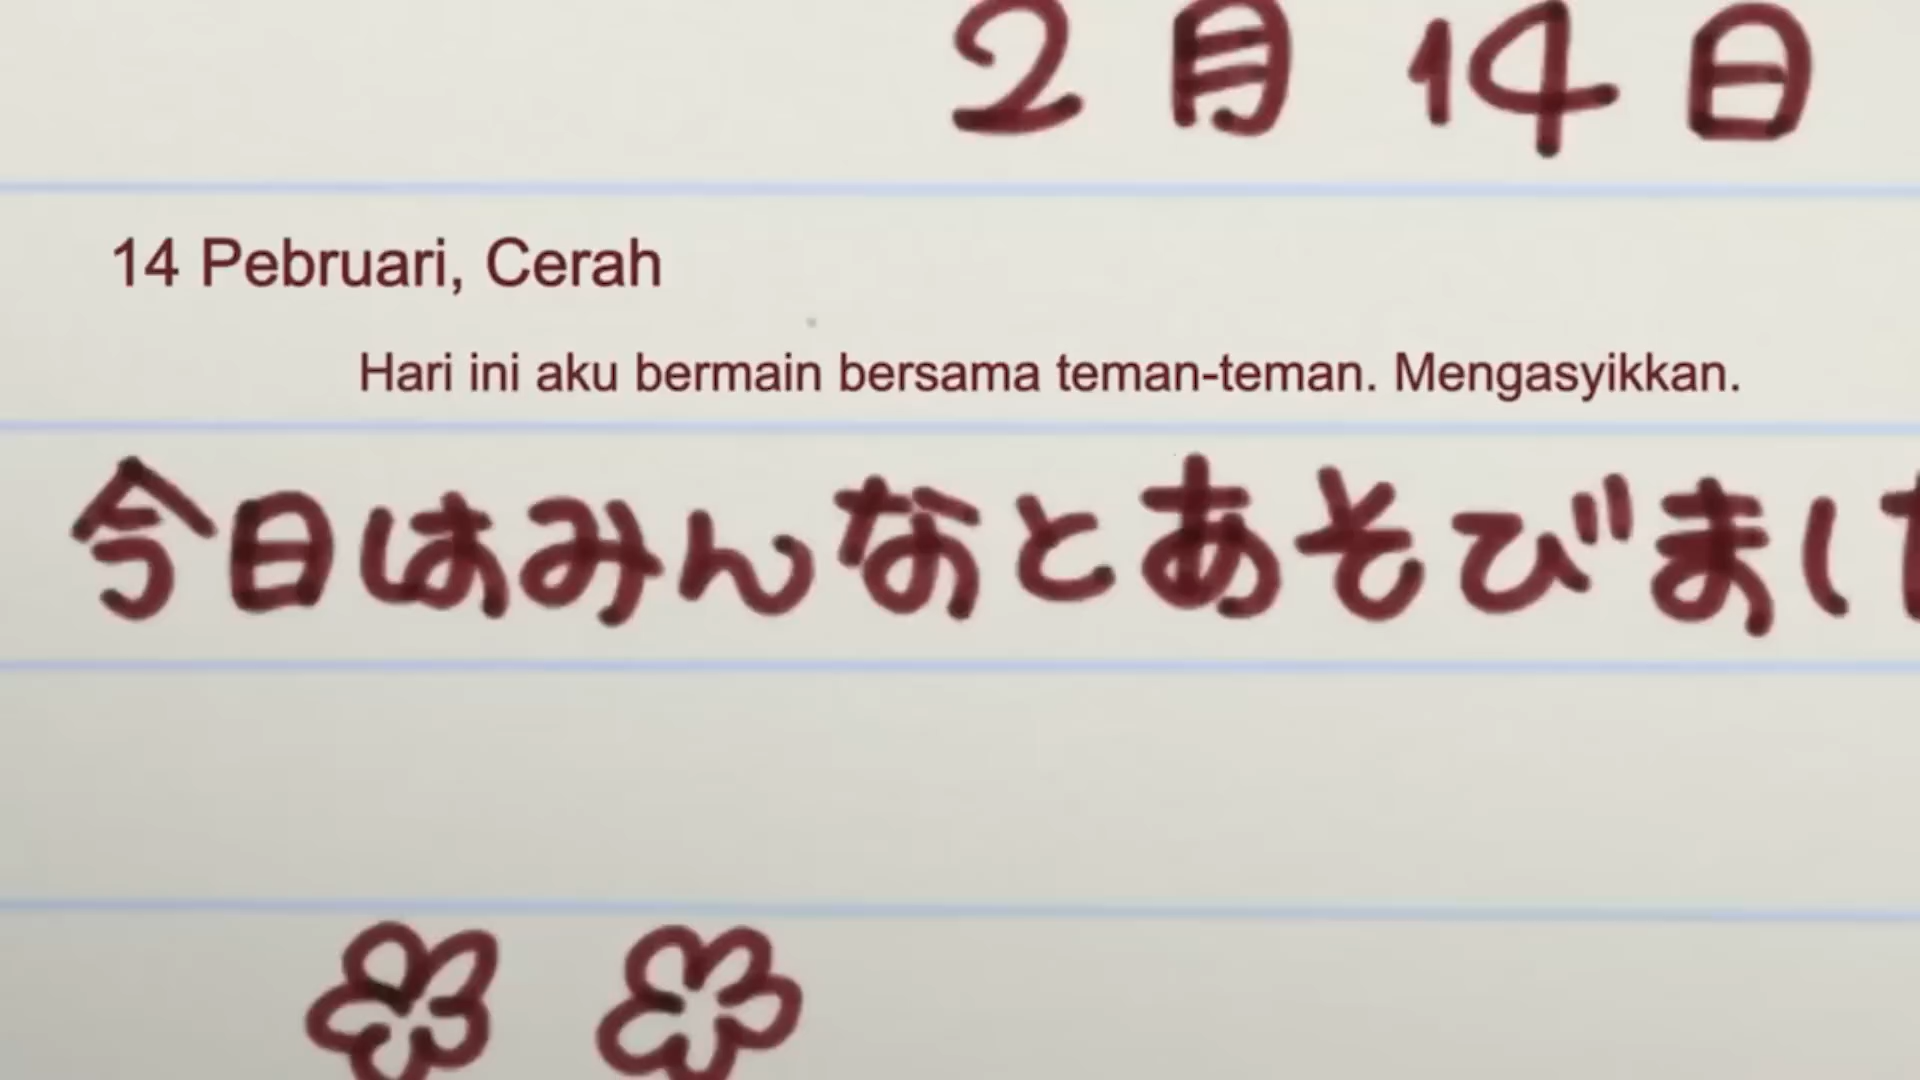 2月14日
14 Pebruari, Cerah
Hari ini aku bermain bersama teman-teman. Mengasyikkan.
今日はみんなとあそびまし